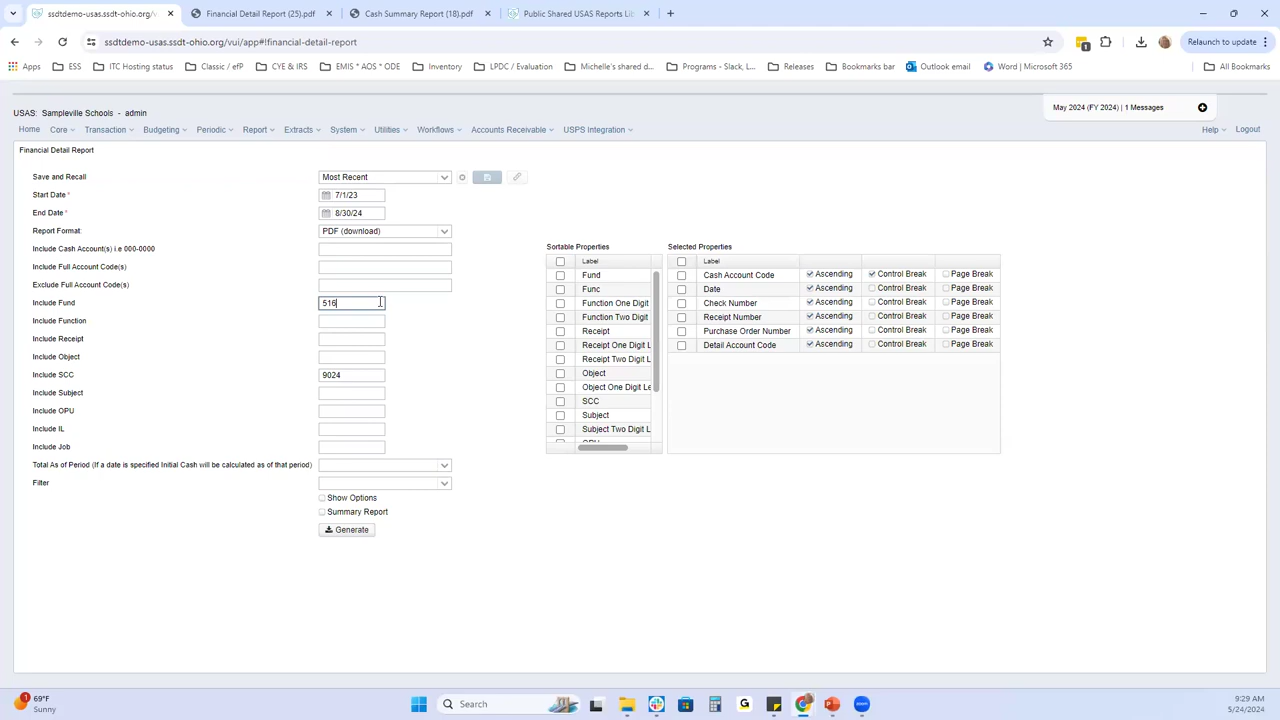 ssdtdemo-usas.ssdt-ohio.org/v
Financial Detail Report (25).pdf
Cash Summary Report (18).pdf
Public Shared USAS Reports Lib
ssdtdemo-usas.ssdt-ohio.org/vui/app#!financial-detail-report
Relaunch to update
Apps
ESS
ITC Hosting status
Classic / efP
CYE & IRS
EMIS * AOS * ODE
Inventory
LPDC / Evaluation
Michelle's shared d...
Programs - Slack, L...
Releases
Bookmarks bar
Outlook email
Word | Microsoft 365
All Bookmarks
USAS: Sampleville Schools - admin
May 2024 (FY 2024) | 1 Messages
Home Core Transaction Budgeting Periodic Report Extracts System Utilities Workflows Accounts Receivable USPS Integration Help Logout
Financial Detail Report
Save and Recall Most Recent
Start Date * 7/1/23
End Date * 8/30/24
Report Format: PDF (download)
Include Cash Account(s) i.e 000-0000
Include Full Account Code(s)
Exclude Full Account Code(s)
Include Fund 516
Include Function
Include Receipt
Include Object
Include SCC 9024
Include Subject
Include OPU
Include IL
Include Job
Total As of Period (If a date is specified Initial Cash will be calculated as of that period)
Filter
Show Options
Summary Report
Generate
Sortable Properties
Label
Fund
Func
Function One Digit
Function Two Digit
Receipt
Receipt One Digit L
Receipt Two Digit L
Object
Object One Digit Le
SCC
Subject
Subject Two Digit L
OPU
Selected Properties
Label
Cash Account Code Ascending Control Break Page Break
Date Ascending Control Break Page Break
Check Number Ascending Control Break Page Break
Receipt Number Ascending Control Break Page Break
Purchase Order Number Ascending Control Break Page Break
Detail Account Code Ascending Control Break Page Break
1
69°F
Sunny
Search
zoom
9:29 AM
5/24/2024